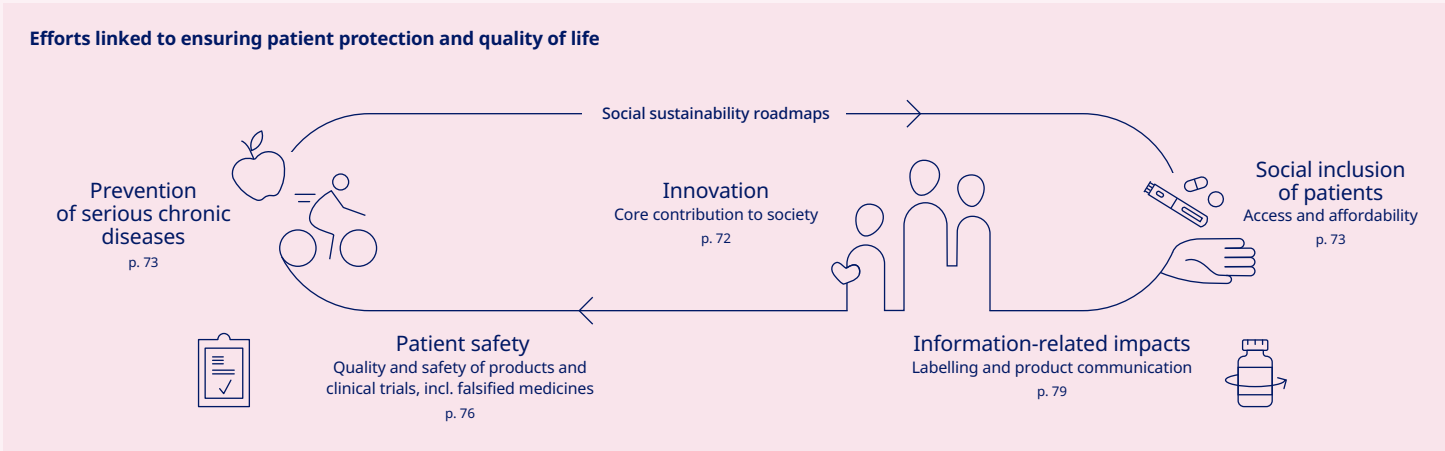 Efforts linked to ensuring patient protection and quality of life
Social sustainability roadmaps
Prevention
of serious chronic
diseases
p. 73
Innovation
Core contribution to society
p. 72
Social inclusion
of patients
Access and affordability
p. 73
Patient safety
Quality and safety of products and
clinical trials, incl. falsified medicines
p. 76
Information-related impacts
Labelling and product communication
p. 79